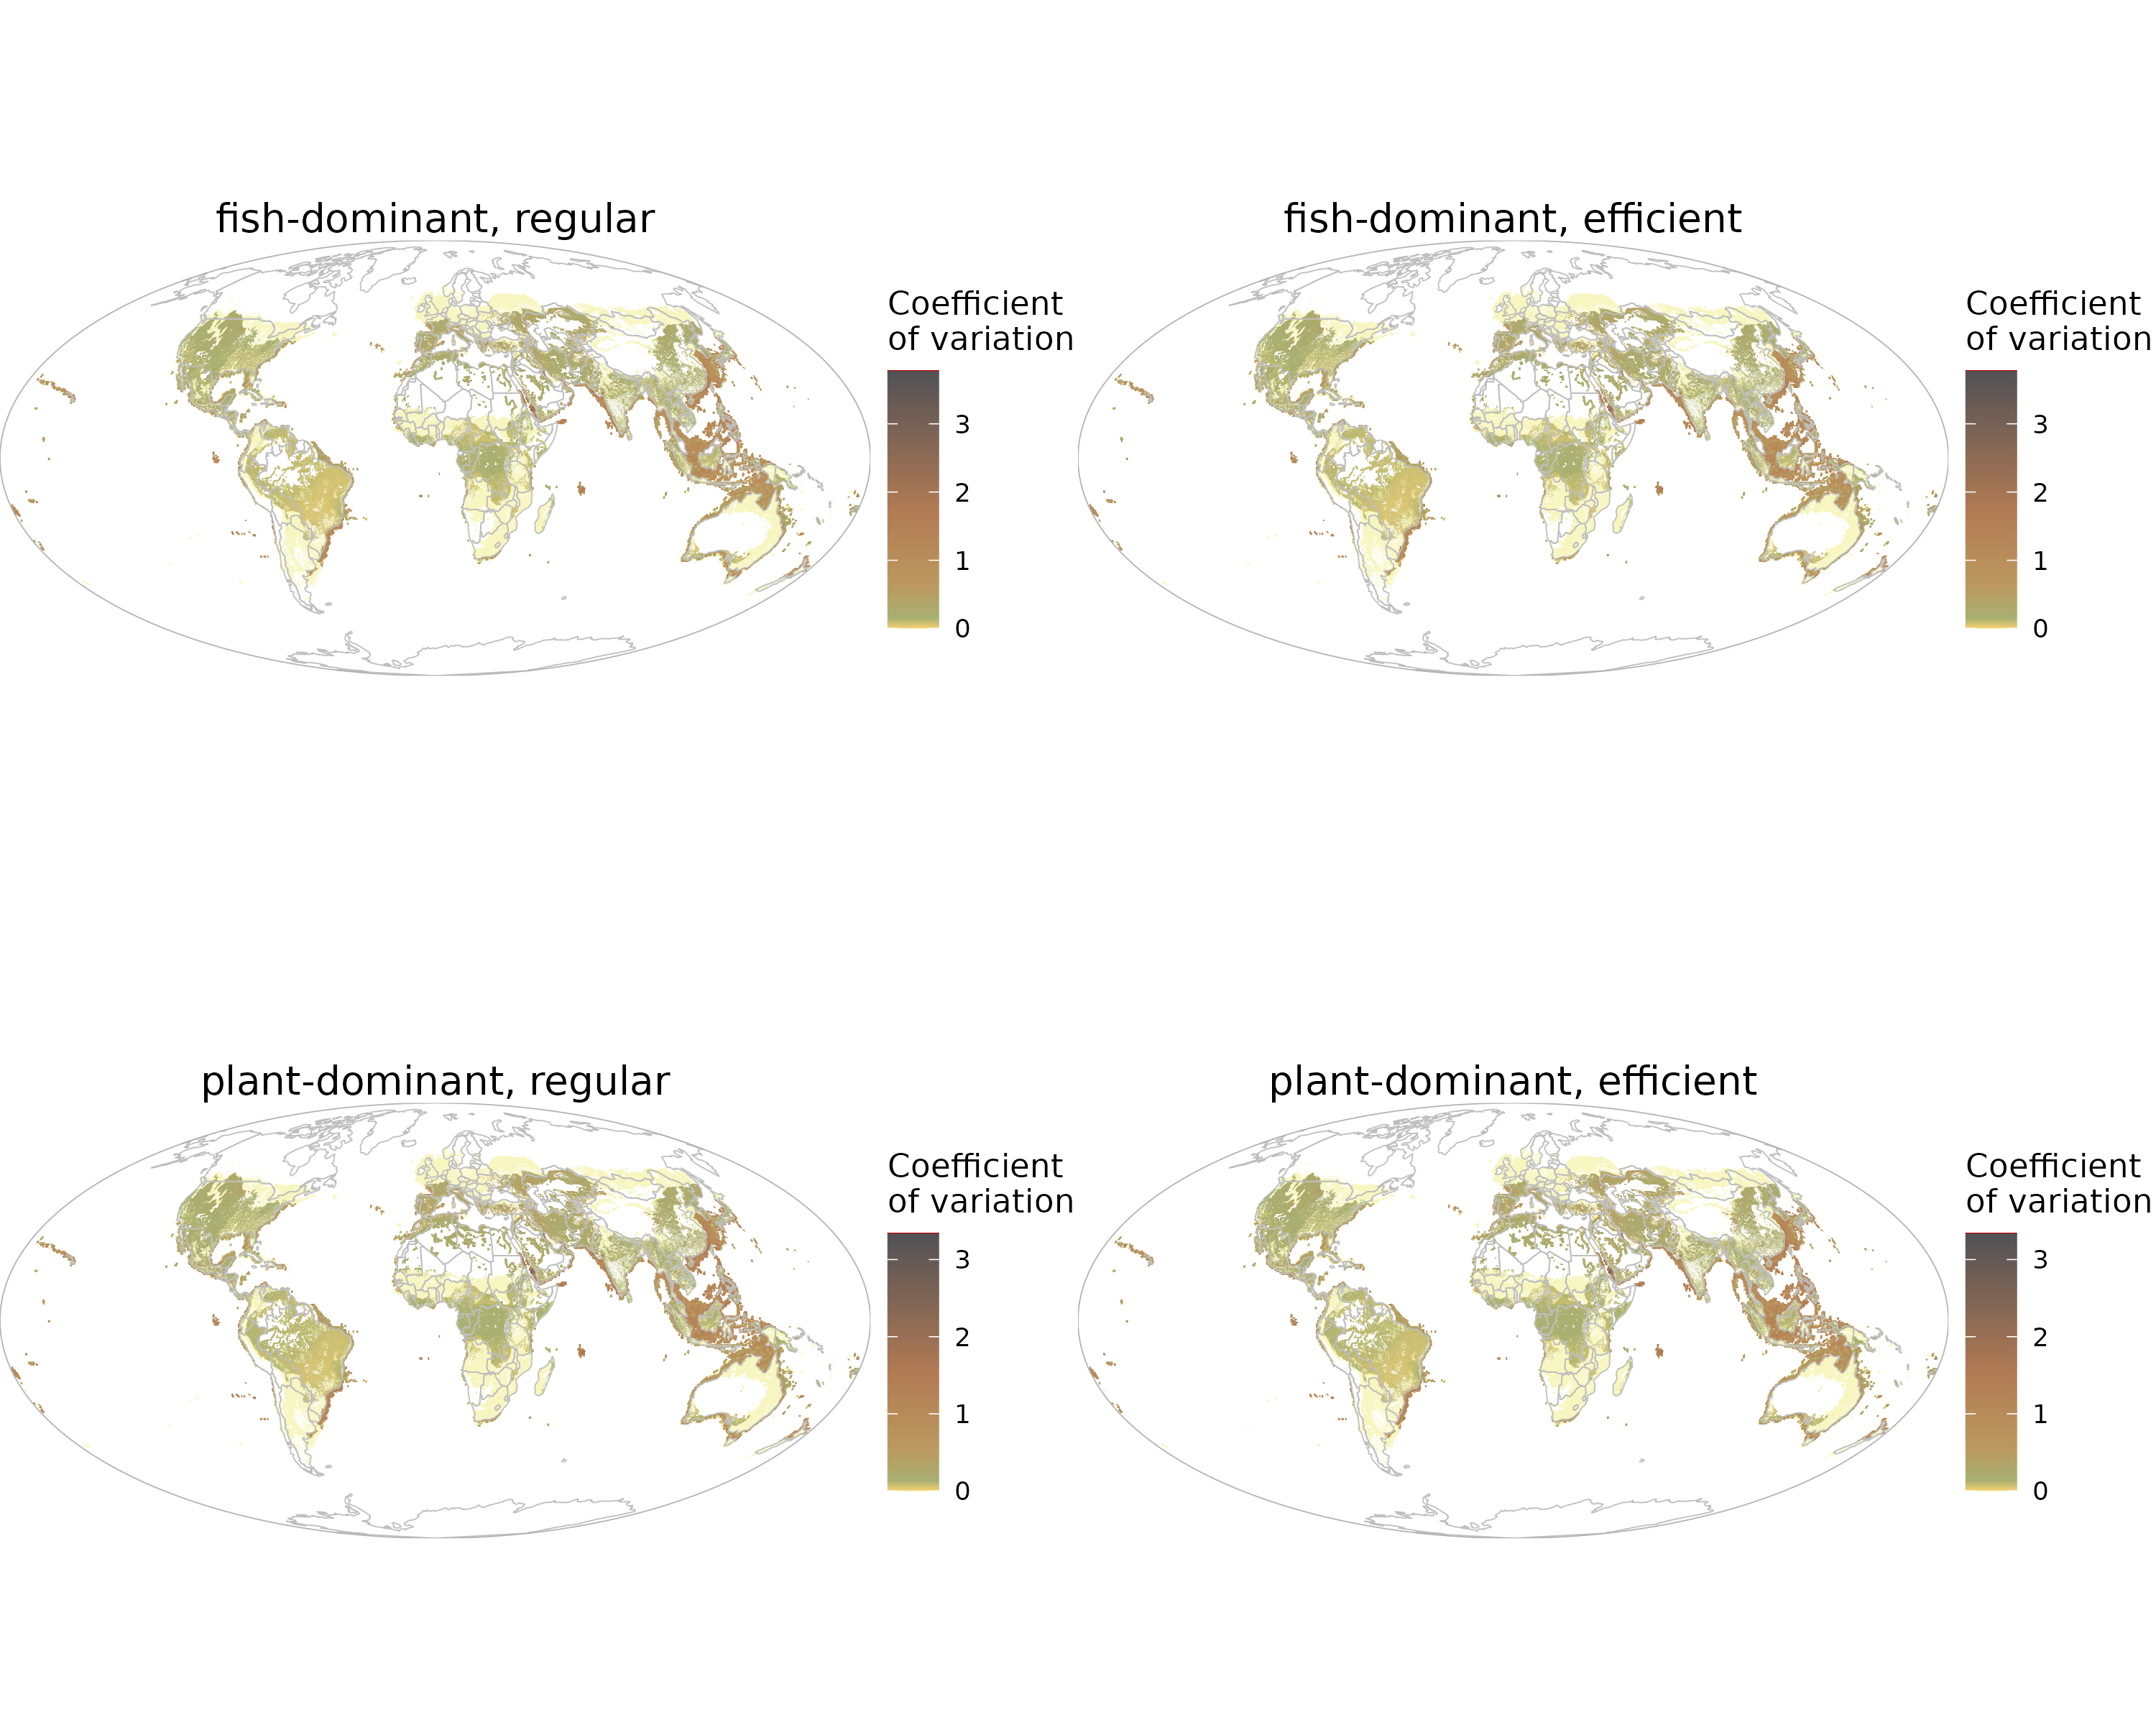 fish-dominant, regular
Coefficient
of variation
3
2
1
0
fish-dominant, efficient
Coefficient
of variation
3
2
1
0
plant-dominant, regular
Coefficient
of variation
3
2
1
0
plant-dominant, efficient
Coefficient
of variation
3
2
1
0